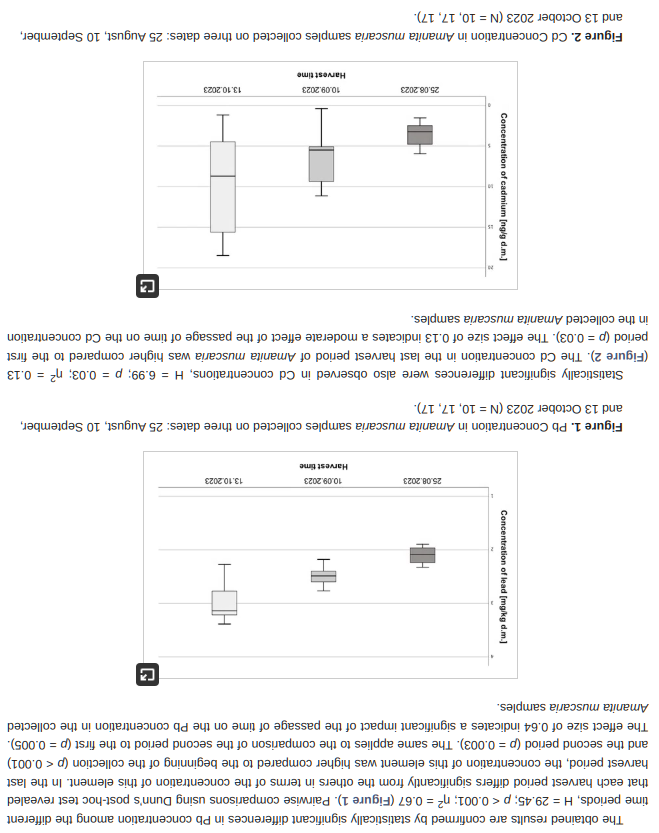 The obtained results are confirmed by statistically significant differences in Pb concentration among the different
time periods, H = 29.45; p < 0.001; η² = 0.67 (Figure 1). Pairwise comparisons using Dunn's post-hoc test revealed
that each harvest period differs significantly from the others in terms of the concentration of this element. In the last
harvest period, the concentration of this element was higher compared to the beginning of the collection (p < 0.001)
and the second period (p = 0.003). The same applies to the comparison of the second period to the first (p = 0.005).
The effect size of 0.64 indicates a significant impact of the passage of time on the Pb concentration in the collected
Amanita muscaria samples.
Concentration of lead [mg/kg d.m.]
4
3
2
1
25.08.2023 10.09.2023 13.10.2023
Harvest time
Figure 1. Pb Concentration in Amanita muscaria samples collected on three dates: 25 August, 10 September,
and 13 October 2023 (N = 10, 17, 17).
Statistically significant differences were also observed in Cd concentrations, H = 6.99; p = 0.03; η² = 0.13
(Figure 2). The Cd concentration in the last harvest period of Amanita muscaria was higher compared to the first
period (p = 0.03). The effect size of 0.13 indicates a moderate effect of the passage of time on the Cd concentration
in the collected Amanita muscaria samples.
Concentration of cadmium [ng/g d.m.]
20
15
10
5
0
25.08.2023 10.09.2023 13.10.2023
Harvest time
Figure 2. Cd Concentration in Amanita muscaria samples collected on three dates: 25 August, 10 September,
and 13 October 2023 (N = 10, 17, 17).